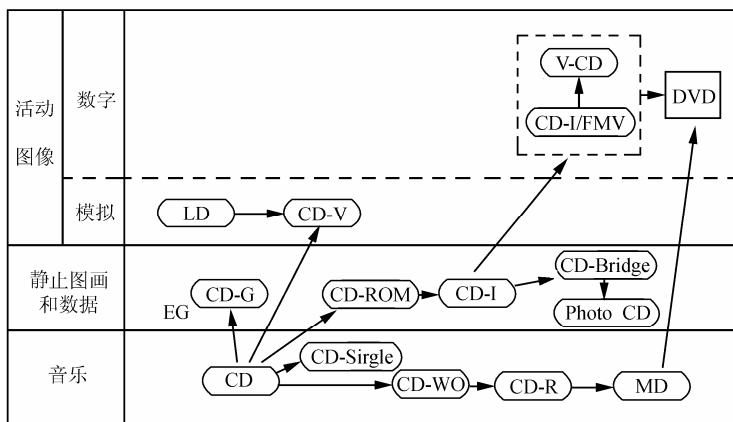 活动
图像
数字
V-CD
CD-I/FMV
DVD
模拟
LD
CD-V
静止图画
和数据
EG
CD-G
CD-ROM
CD-I
CD-Bridge
Photo CD
音乐
CD
CD-Sirgle
CD-WO
CD-R
MD